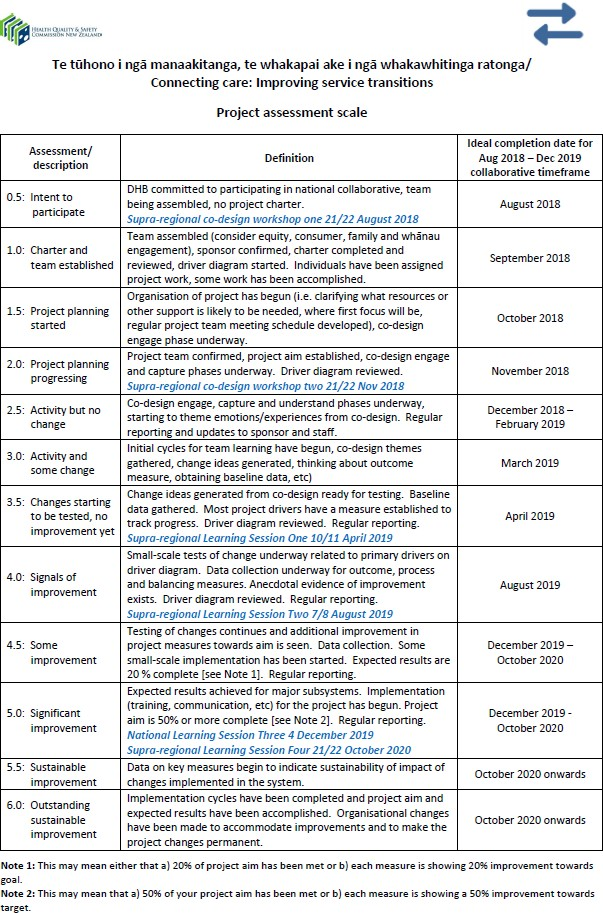 HEALTH QUALITY & SAFETY
COMMISSION NEW ZEALAND
Te tūhono i ngā manaakitanga, te whakapai ake i ngā whakawhitinga ratonga/
Connecting care: Improving service transitions
Project assessment scale
Assessment/
description
Definition
Ideal completion date for
Aug 2018 – Dec 2019
collaborative timeframe
0.5: Intent to
participate
DHB committed to participating in national collaborative, team
being assembled, no project charter.
Supra-regional co-design workshop one 21/22 August 2018
August 2018
1.0: Charter and
team established
Team assembled (consider equity, consumer, family and whānau
engagement), sponsor confirmed, charter completed and
reviewed, driver diagram started. Individuals have been assigned
project work, some work has been accomplished.
September 2018
1.5: Project planning
started
Organisation of project has begun (i.e. clarifying what resources or
other support is likely to be needed, where first focus will be,
regular project team meeting schedule developed), co-design
engage phase underway.
October 2018
2.0: Project planning
progressing
Project team confirmed, project aim established, co-design engage
and capture phases underway. Driver diagram reviewed.
Supra-regional co-design workshop two 21/22 Nov 2018
November 2018
2.5: Activity but no
change
Co-design engage, capture and understand phases underway,
starting to theme emotions/experiences from co-design. Regular
reporting and updates to sponsor and staff.
December 2018 –
February 2019
3.0: Activity and
some change
Initial cycles for team learning have begun, co-design themes
gathered, change ideas generated, thinking about outcome
measure, obtaining baseline data, etc)
March 2019
3.5: Changes starting
to be tested, no
improvement yet
Change ideas generated from co-design ready for testing. Baseline
data gathered. Most project drivers have a measure established to
track progress. Driver diagram reviewed. Regular reporting.
Supra-regional Learning Session One 10/11 April 2019
April 2019
4.0: Signals of
improvement
Small-scale tests of change underway related to primary drivers on
driver diagram. Data collection underway for outcome, process
and balancing measures. Anecdotal evidence of improvement
exists. Driver diagram reviewed. Regular reporting.
Supra-regional Learning Session Two 7/8 August 2019
August 2019
4.5: Some
improvement
Testing of changes continues and additional improvement in
project measures towards aim is seen. Data collection. Some
small-scale implementation has been started. Expected results are
20 % complete [see Note 1]. Regular reporting.
December 2019 –
October 2020
5.0: Significant
improvement
Expected results achieved for major subsystems. Implementation
(training, communication, etc) for the project has begun. Project
aim is 50% or more complete [see Note 2]. Regular reporting.
National Learning Session Three 4 December 2019
Supra-regional Learning Session Four 21/22 October 2020
December 2019 -
October 2020
5.5: Sustainable
improvement
Data on key measures begin to indicate sustainability of impact of
changes implemented in the system.
October 2020 onwards
6.0: Outstanding
sustainable
improvement
Implementation cycles have been completed and project aim and
expected results have been accomplished. Organisational changes
have been made to accommodate improvements and to make the
project changes permanent.
October 2020 onwards
Note 1: This may mean either that a) 20% of project aim has been met or b) each measure is showing 20% improvement towards
goal.
Note 2: This may mean that a) 50% of your project aim has been met or b) each measure is showing a 50% improvement towards
target.